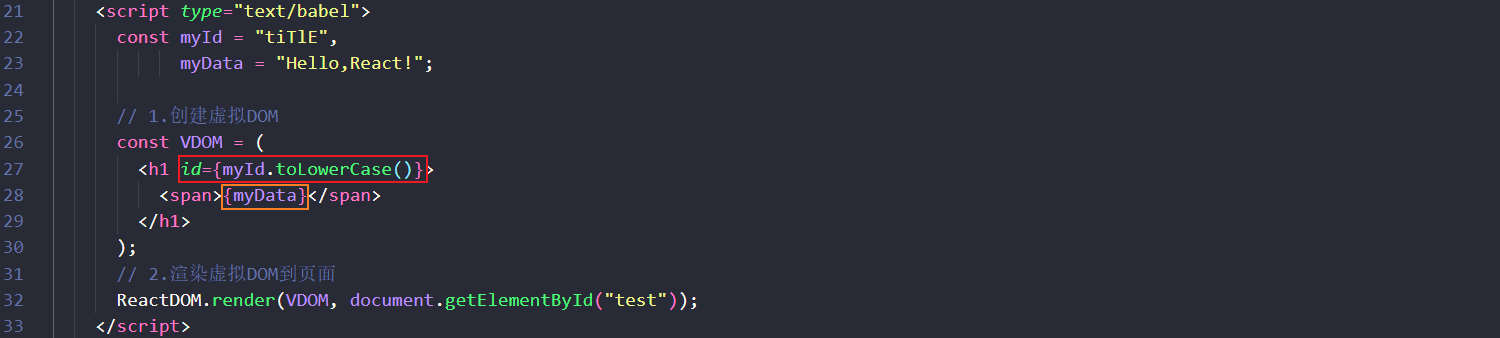 21 <script type="text/babel">
22 const myId = "tiTlE",
23 myData = "Hello,React!";
24
25 // 1.创建虚拟DOM
26 const VDOM = (
27 <h1 id={myId.toLowerCase()}>
28 <span>{myData}</span>
29 </h1>
30 );
31 // 2.渲染虚拟DOM到页面
32 ReactDOM.render(VDOM, document.getElementById("test"));
33 </script>